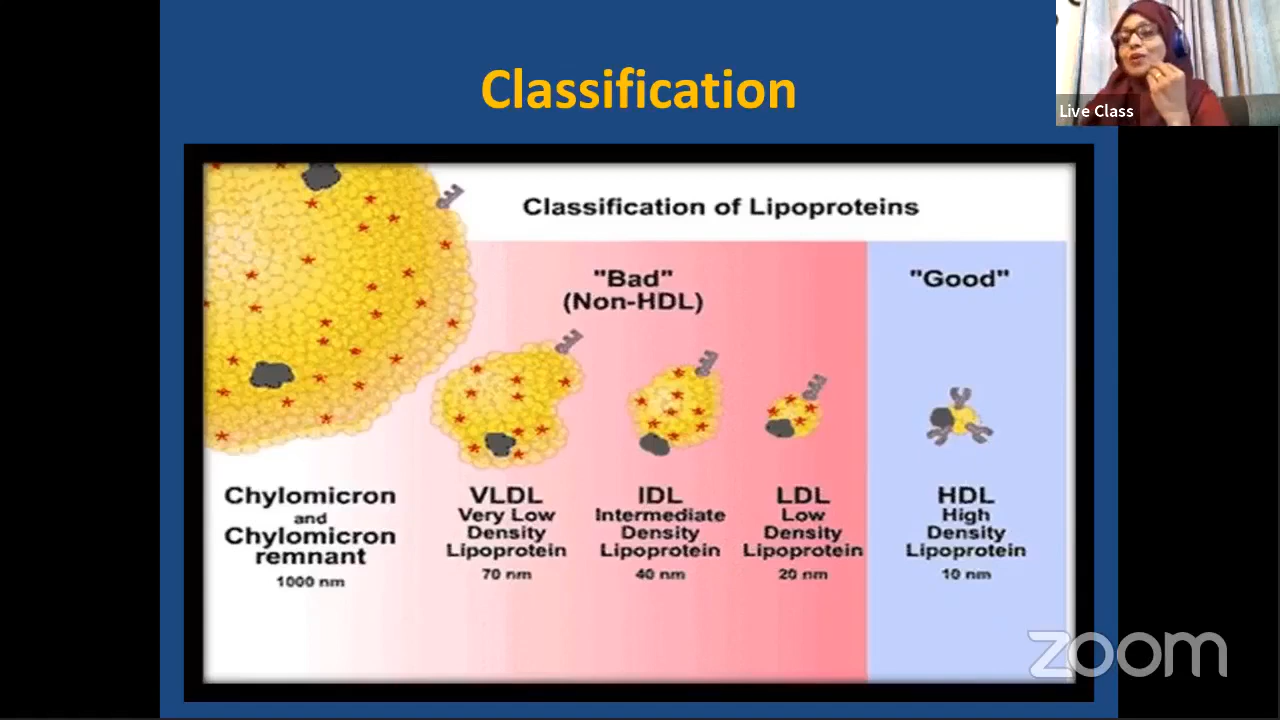 Classification
Live Class
Classification of Lipoproteins
"Bad"
(Non-HDL)
"Good"
Chylomicron
and
Chylomicron
remnant
1000 nm
VLDL
Very Low
Density
Lipoprotein
70 nm
IDL
Intermediate
Density
Lipoprotein
40 nm
LDL
Low
Density
Lipoprotein
20 nm
HDL
High
Density
Lipoprotein
10 nm
zoom